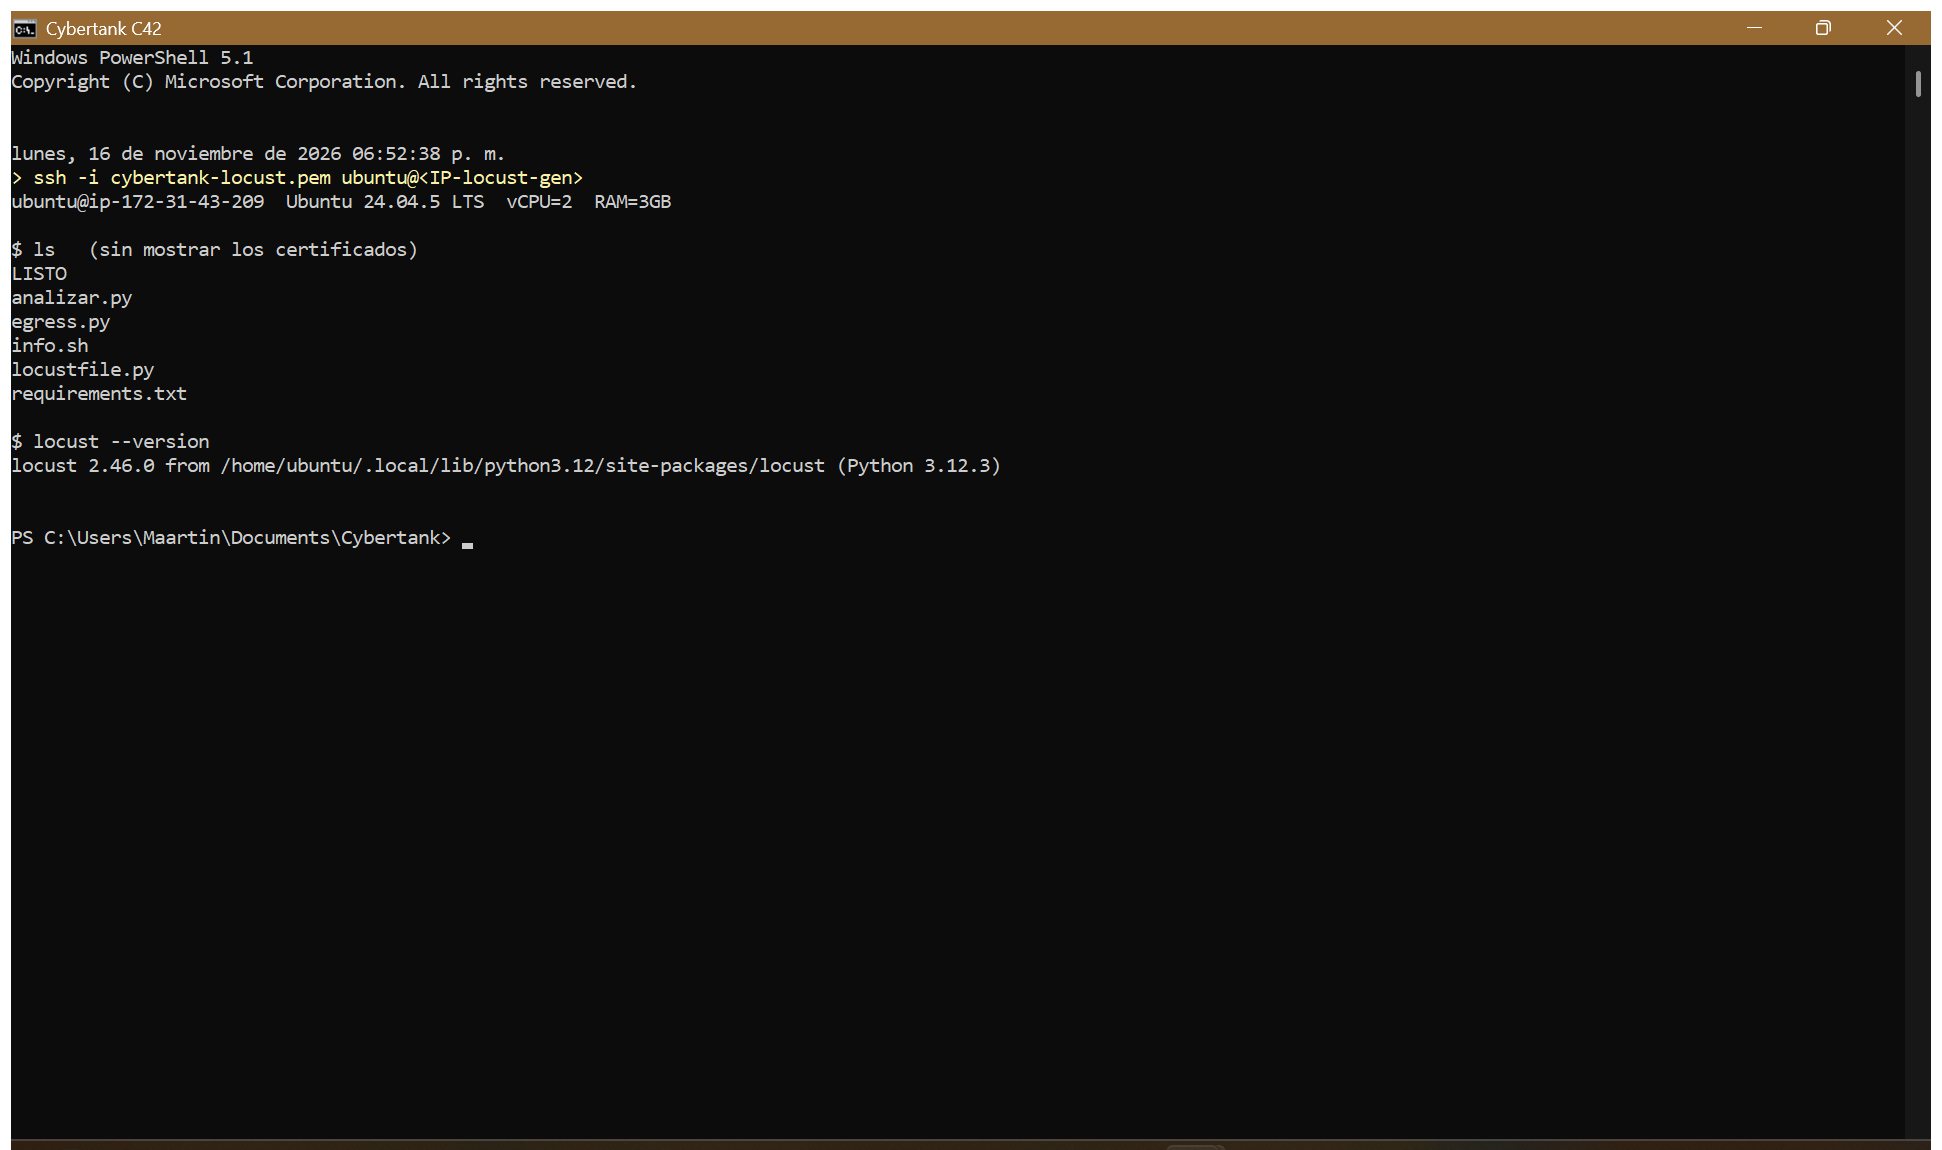 Cybertank C42
Windows PowerShell 5.1
Copyright (C) Microsoft Corporation. All rights reserved.
lunes, 16 de noviembre de 2026 06:52:38 p. m.
> ssh -i cybertank-locust.pem ubuntu@<IP-locust-gen>
ubuntu@ip-172-31-43-209  Ubuntu 24.04.5 LTS  vCPU=2  RAM=3GB
$ ls   (sin mostrar los certificados)
LISTO
analizar.py
egress.py
info.sh
locustfile.py
requirements.txt
$ locust --version
locust 2.46.0 from /home/ubuntu/.local/lib/python3.12/site-packages/locust (Python 3.12.3)
PS C:\Users\Maartin\Documents\Cybertank> _